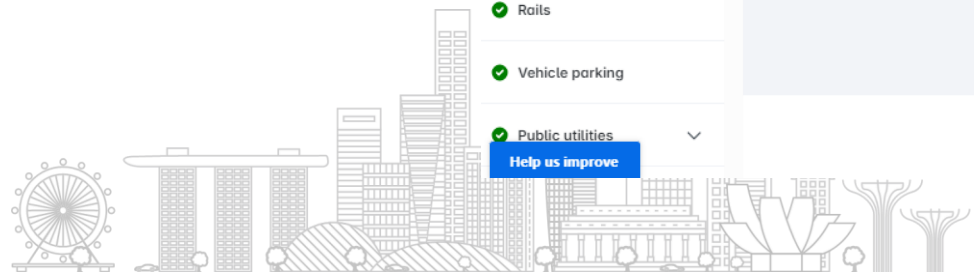 Rails
Vehicle parking
Public utilities
Help us improve